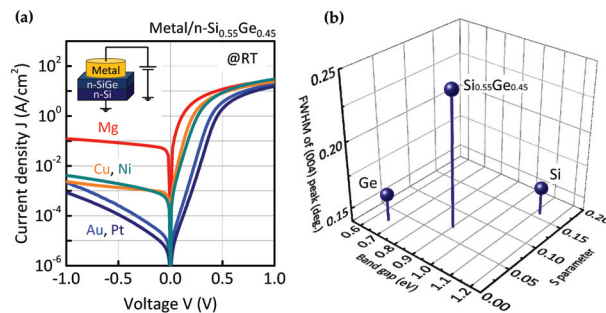 (a)
Metal/n-Si0.55Ge0.45
@RT
Metal
n-SiGe
n-Si
Mg
Cu, Ni
Au, Pt
10²
10⁰
10⁻²
10⁻⁴
10⁻⁶
Current density J (A/cm²)
-1.0 -0.5 0.0 0.5 1.0
Voltage V (V)
(b)
0.25
0.20
0.15
FWHM of (004) peak (deg.)
Si0.55Ge0.45
Ge
Si
0.6 0.7 0.8 0.9 1.0 1.1 1.2
Band gap (eV)
0.00 0.05 0.10 0.15 0.20
S parameter